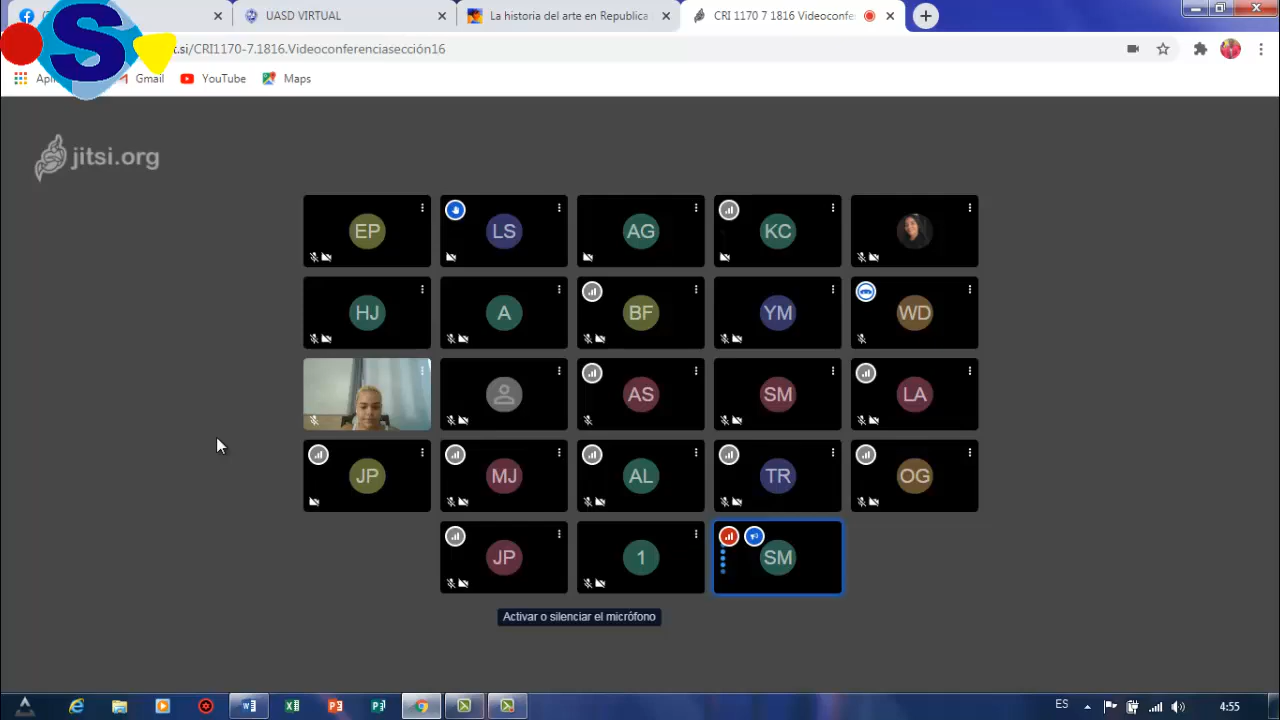 UASD VIRTUAL
La historia del arte en Republica
CRI 1170 7 1816 Videoconfe
S
t.si/CRI1170-7.1816.Videoconferenciasección16
Apli
Gmail
YouTube
Maps
jitsi.org
EP
LS
AG
KC
HJ
A
BF
YM
WD
AS
SM
LA
JP
MJ
AL
TR
OG
JP
1
SM
Activar o silenciar el micrófono
ES
4:55